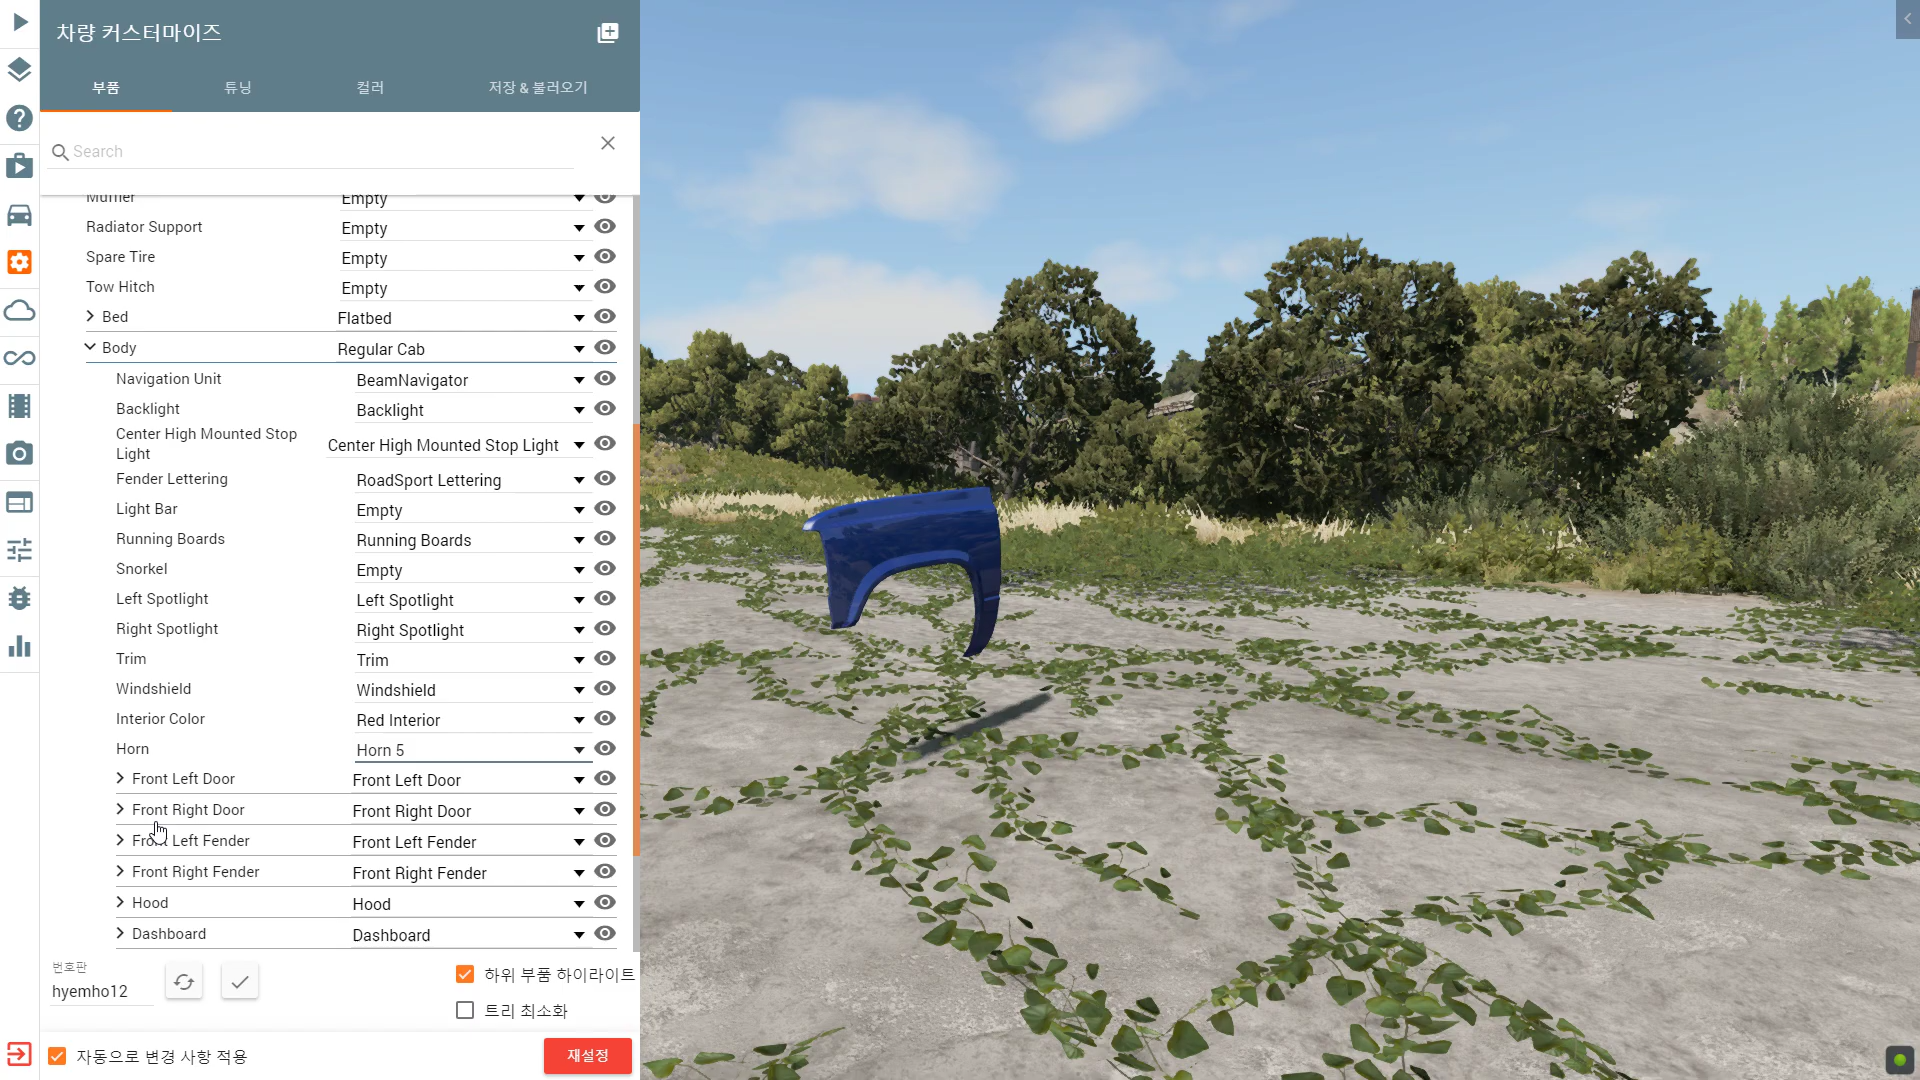 차량 커스터마이즈
부품 튜닝 컬러 저장 & 불러오기
Search
Muffler Empty
Radiator Support Empty
Spare Tire Empty
Tow Hitch Empty
Bed Flatbed
Body Regular Cab
Navigation Unit BeamNavigator
Backlight Backlight
Center High Mounted Stop
Light Center High Mounted Stop Light
Fender Lettering RoadSport Lettering
Light Bar Empty
Running Boards Running Boards
Snorkel Empty
Left Spotlight Left Spotlight
Right Spotlight Right Spotlight
Trim Trim
Windshield Windshield
Interior Color Red Interior
Horn Horn 5
Front Left Door Front Left Door
Front Right Door Front Right Door
Front Left Fender Front Left Fender
Front Right Fender Front Right Fender
Hood Hood
Dashboard Dashboard
번호판
hyemho12
하위 부품 하이라이트
트리 최소화
자동으로 변경 사항 적용
재설정